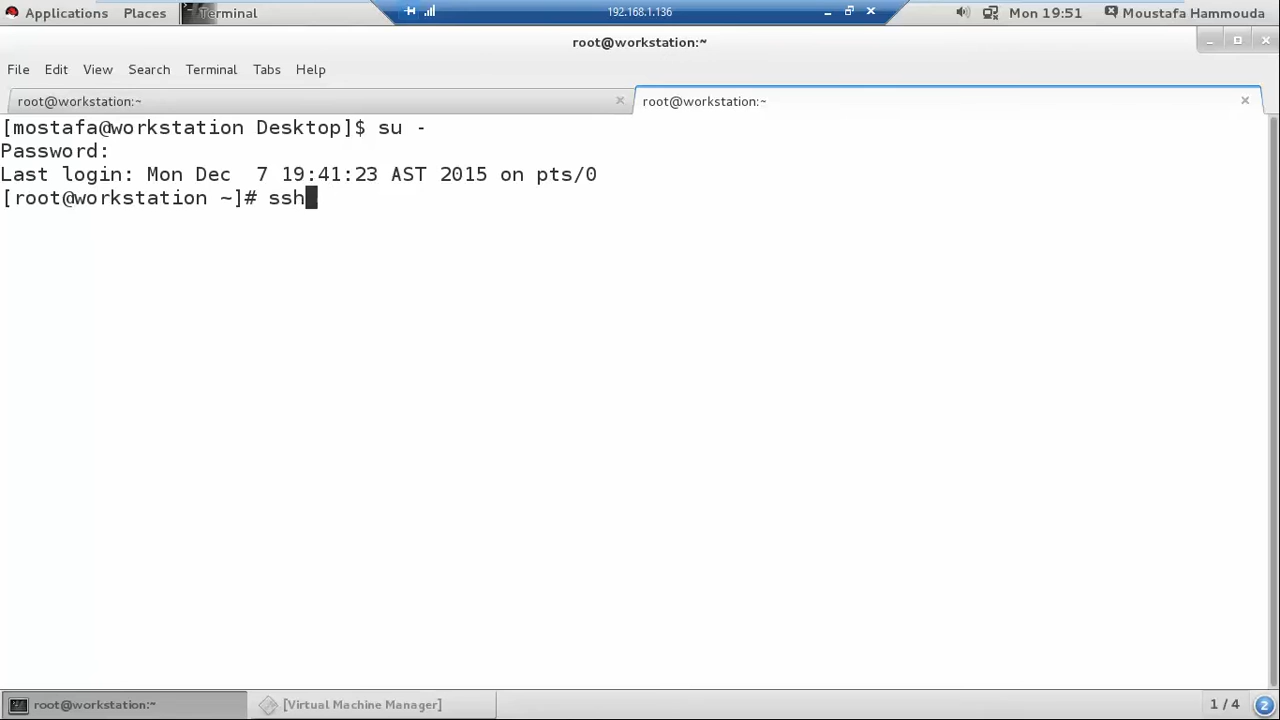 Applications Places Terminal 192.168.1.136 Mon 19:51 Moustafa Hammouda
root@workstation:~
File Edit View Search Terminal Tabs Help
root@workstation:~ root@workstation:~
[mostafa@workstation Desktop]$ su -
Password:
Last login: Mon Dec  7 19:41:23 AST 2015 on pts/0
[root@workstation ~]# ssh
root@workstation:~ [Virtual Machine Manager] 1 / 4 2